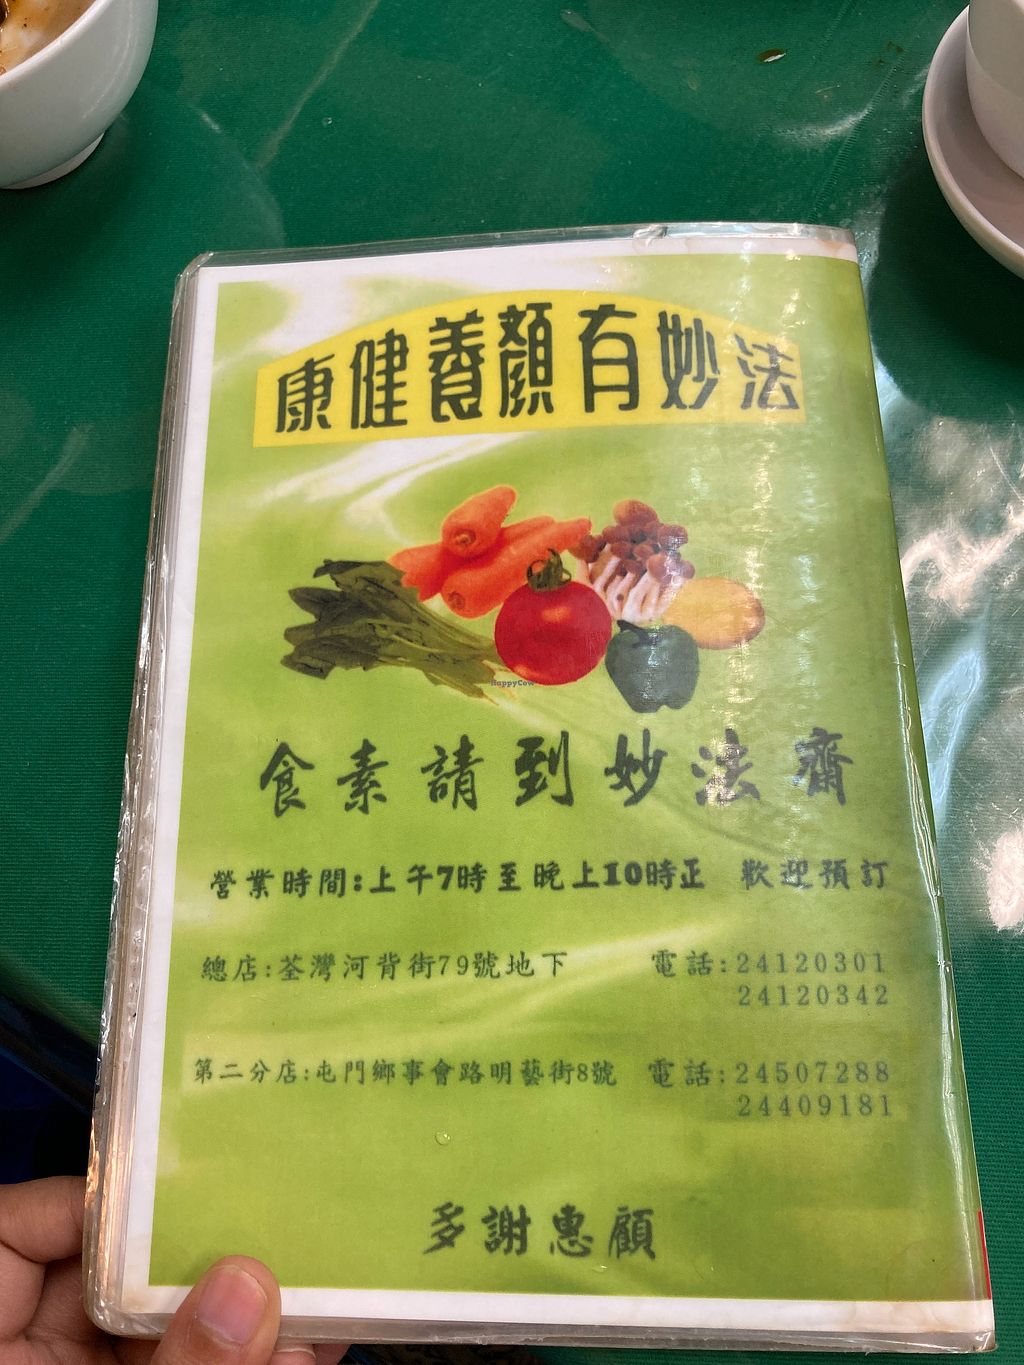 康健養顏有妙法
HappyCow
食素請到妙法齋
營業時間:上午7時至晚上10時正 歡迎預訂
總店:荃灣河背街79號地下 電話:24120301
24120342
第二分店:屯門鄉事會路明藝街8號 電話:24507288
24409181
多謝惠顧